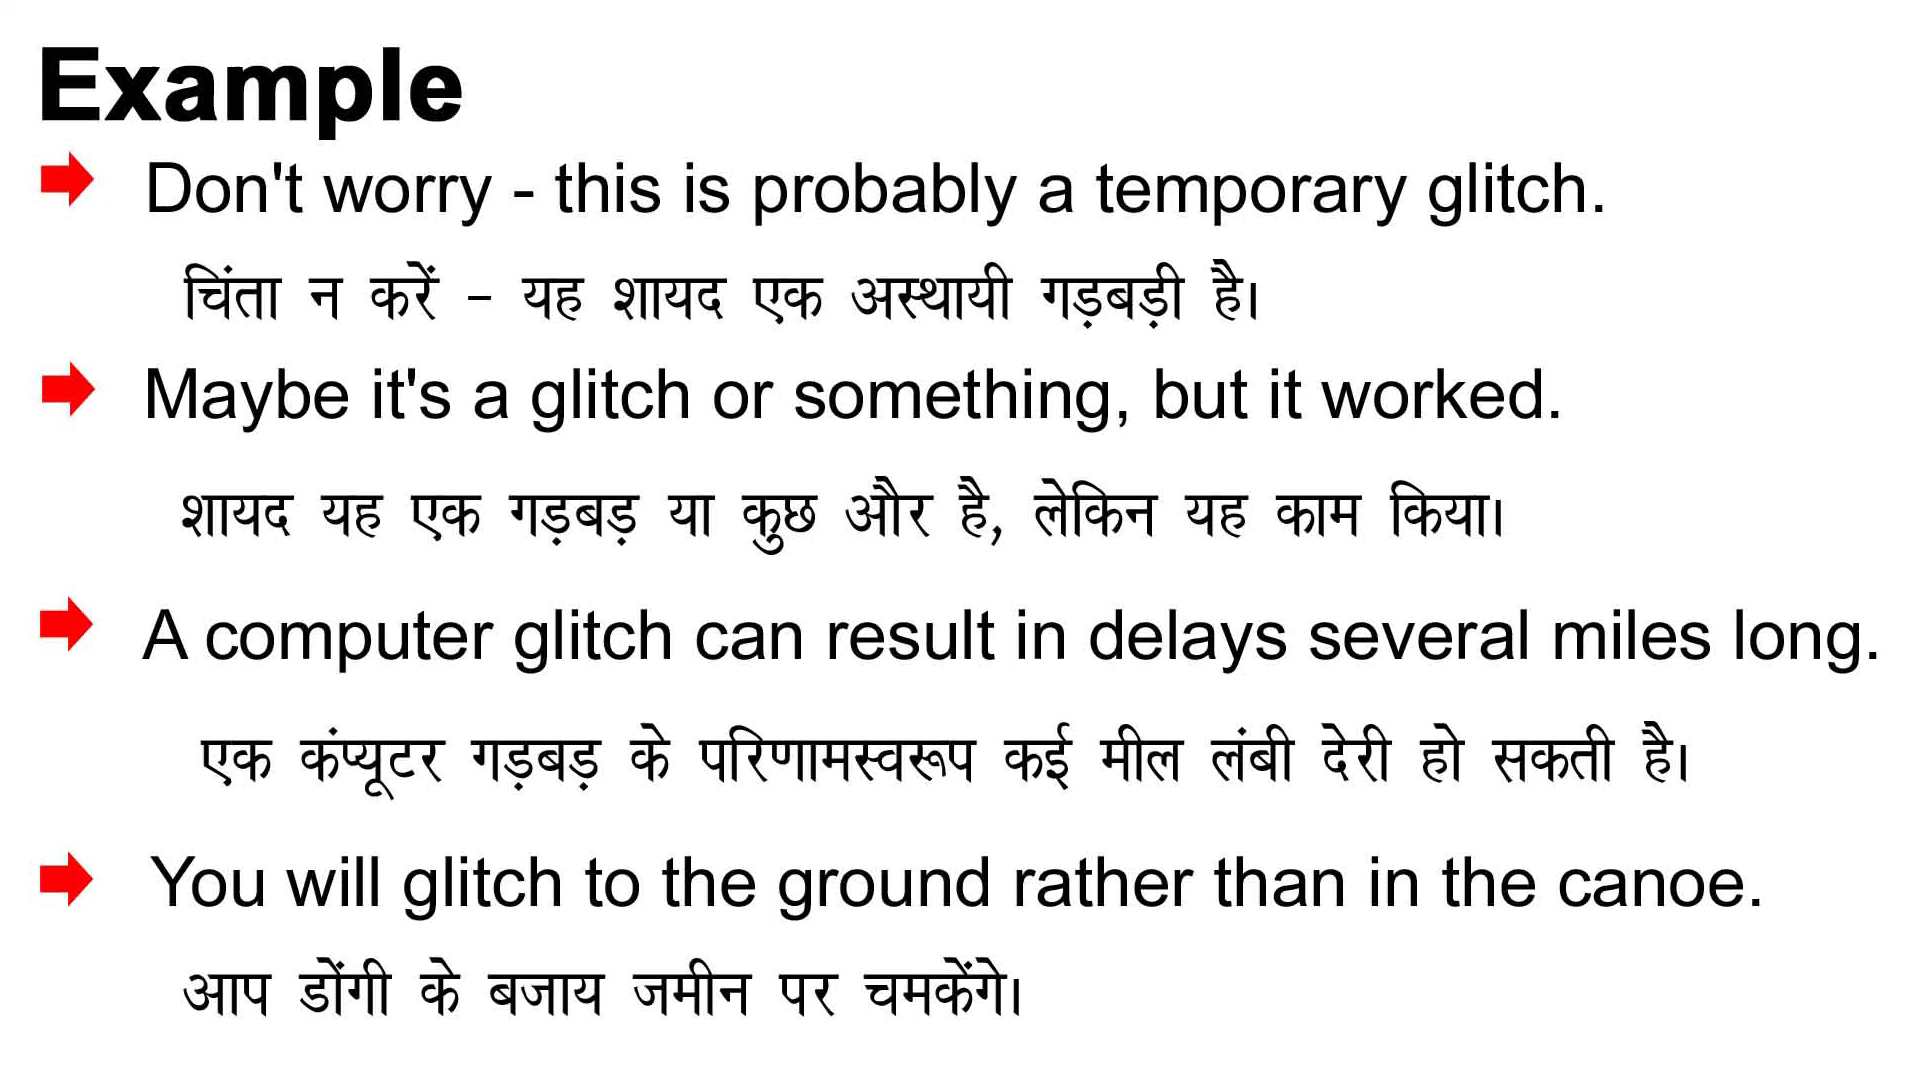 Example
Don't worry - this is probably a temporary glitch.
चिंता न करें - यह शायद एक अस्थायी गड़बड़ी है।
Maybe it's a glitch or something, but it worked.
शायद यह एक गड़बड़ या कुछ और है, लेकिन यह काम किया।
A computer glitch can result in delays several miles long.
एक कंप्यूटर गड़बड़ के परिणामस्वरूप कई मील लंबी देरी हो सकती है।
You will glitch to the ground rather than in the canoe.
आप डोंगी के बजाय जमीन पर चमकेंगे।